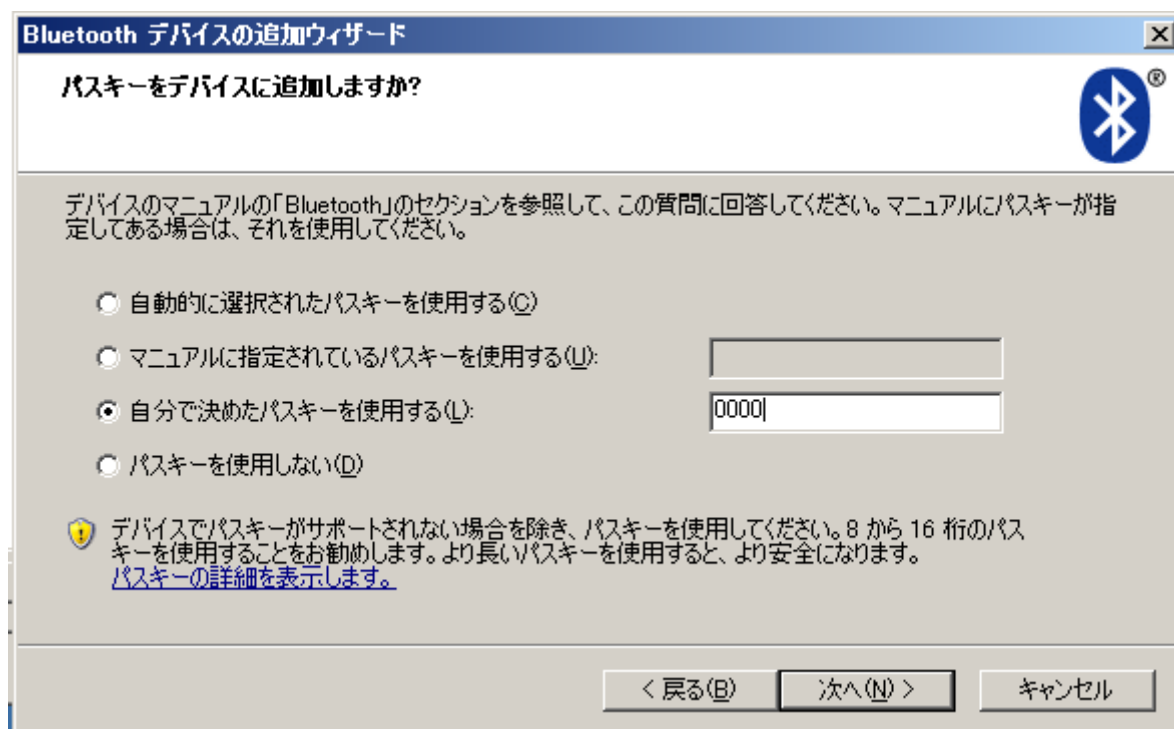 Bluetooth デバイスの追加ウィザード
パスキーをデバイスに追加しますか?
®
デバイスのマニュアルの「Bluetooth」のセクションを参照して、この質問に回答してください。マニュアルにパスキーが指
定してある場合は、それを使用してください。
自動的に選択されたパスキーを使用する(C)
マニュアルに指定されているパスキーを使用する(U):
自分で決めたパスキーを使用する(L): 0000
パスキーを使用しない(D)
デバイスでパスキーがサポートされない場合を除き、パスキーを使用してください。8 から 16 桁のパス
キーを使用することをお勧めします。より長いパスキーを使用すると、より安全になります。
パスキーの詳細を表示します。
< 戻る(B) 次へ(N) > キャンセル